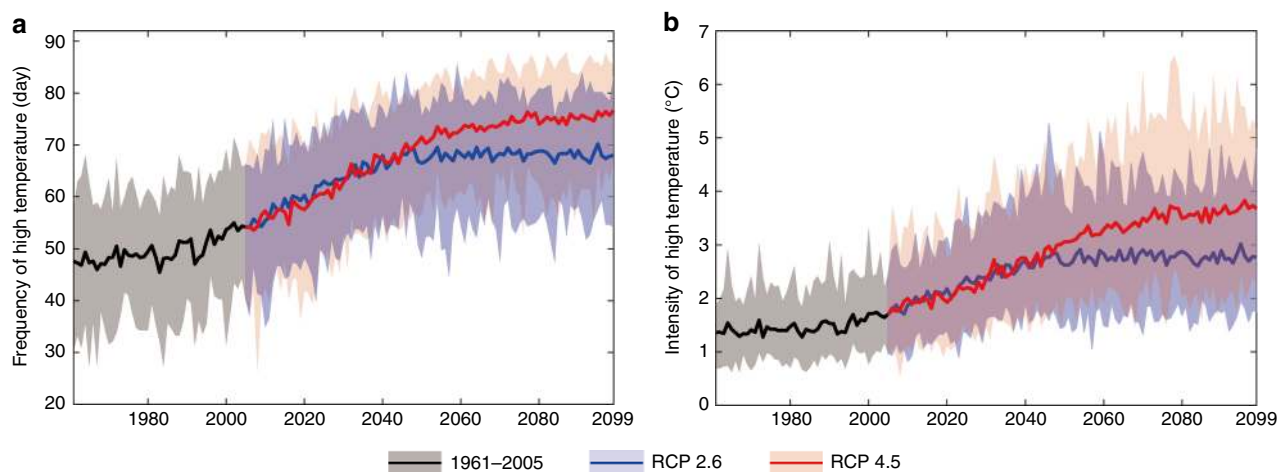 a
Frequency of high temperature (day)
90
80
70
60
50
40
30
20
1980 2000 2020 2040 2060 2080 2099
b
Intensity of high temperature (°C)
7
6
5
4
3
2
1
0
1980 2000 2020 2040 2060 2080 2099
1961–2005 RCP 2.6 RCP 4.5